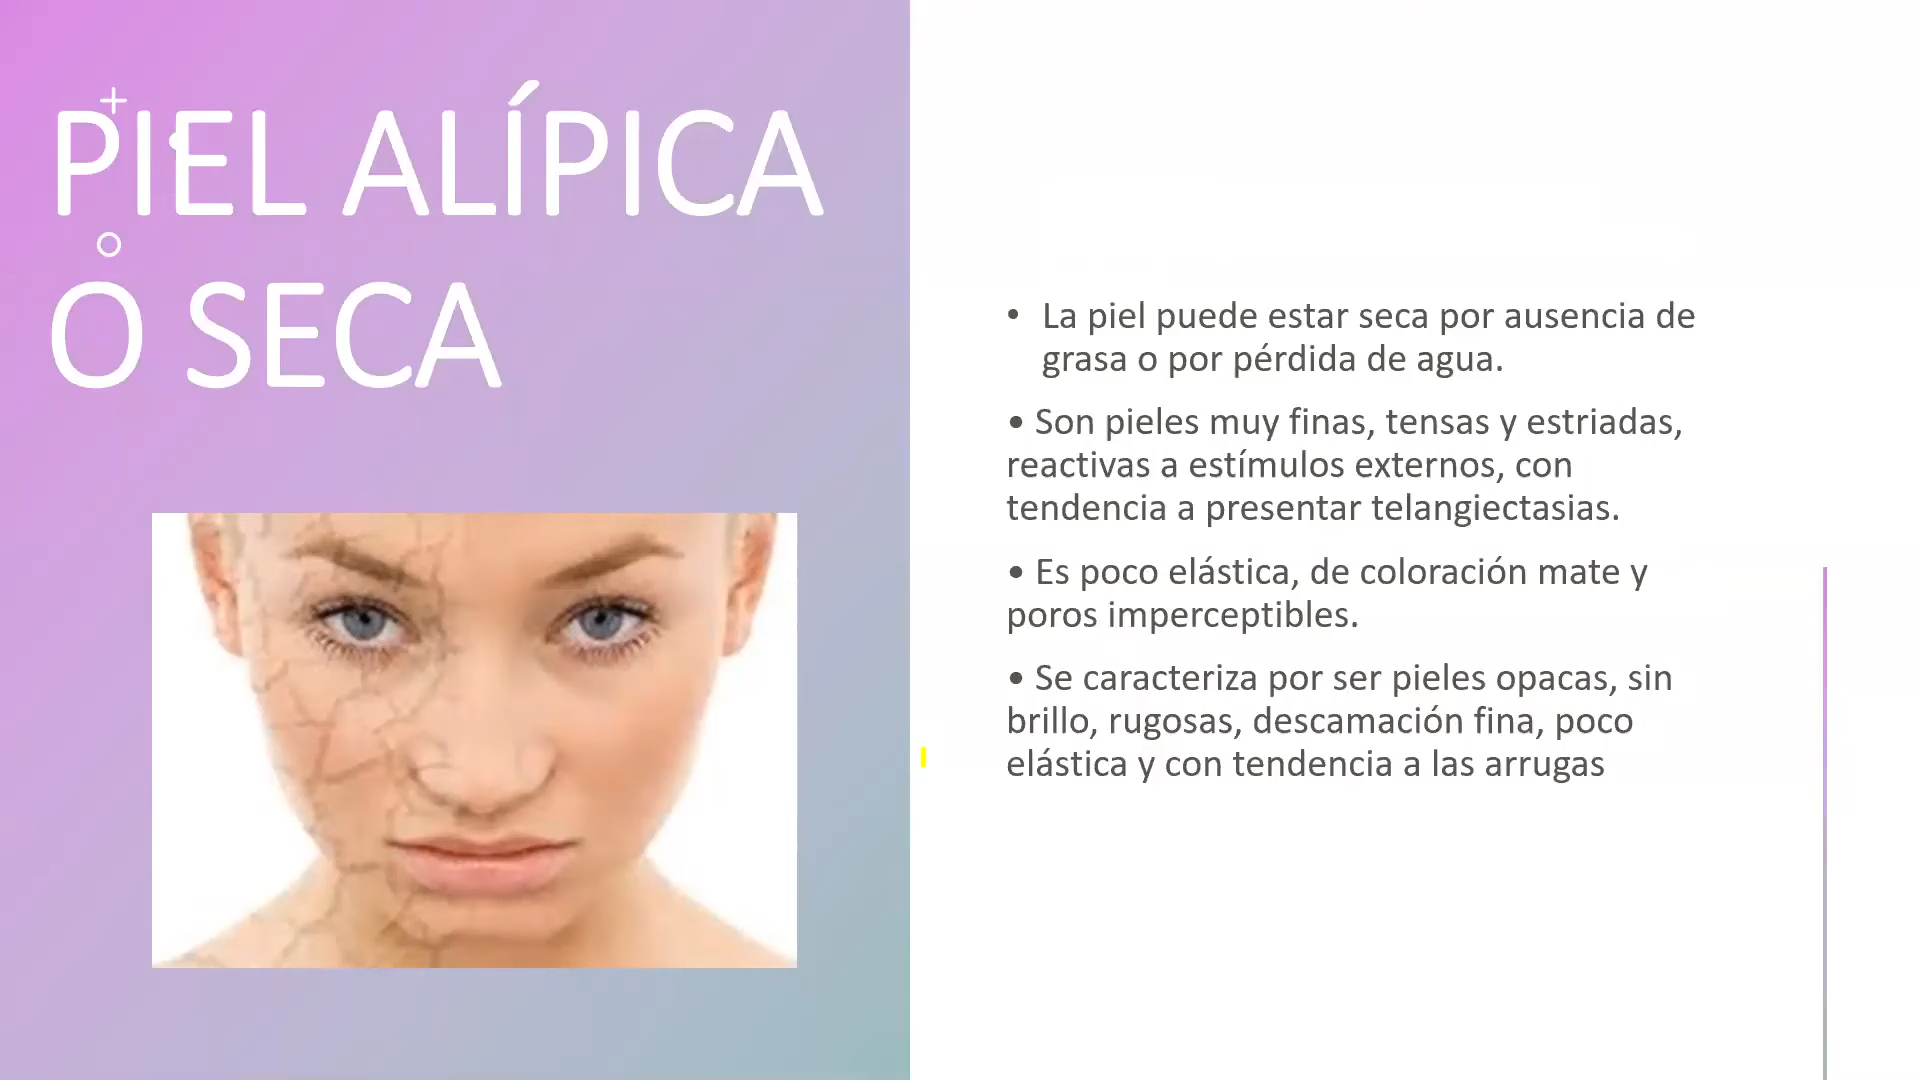 PIEL ALÍPICA
O SECA
• La piel puede estar seca por ausencia de
grasa o por pérdida de agua.
• Son pieles muy finas, tensas y estriadas,
reactivas a estímulos externos, con
tendencia a presentar telangiectasias.
• Es poco elástica, de coloración mate y
poros imperceptibles.
• Se caracteriza por ser pieles opacas, sin
brillo, rugosas, descamación fina, poco
elástica y con tendencia a las arrugas